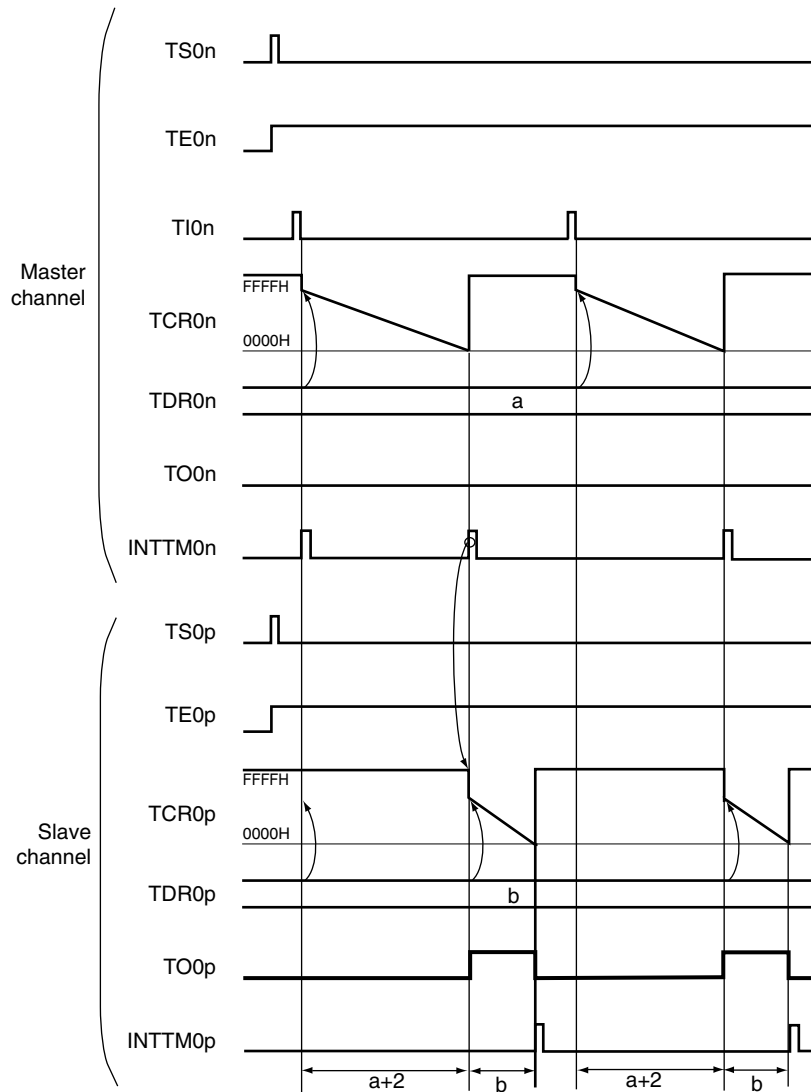 TS0n
TE0n
TI0n
Master
channel
FFFFH
TCR0n
0000H
TDR0n
a
TO0n
INTTM0n
TS0p
TE0p
FFFFH
TCR0p
Slave
channel
0000H
TDR0p
b
TO0p
INTTM0p
a+2
b
a+2
b